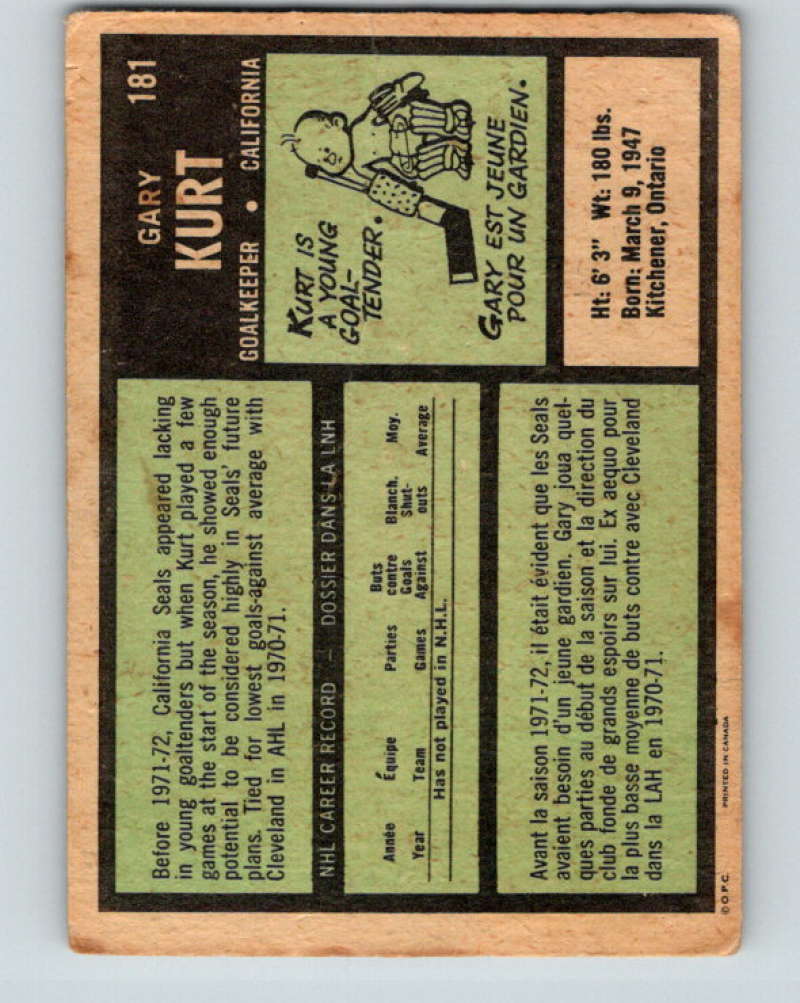 GARY 181
KURT
GOALKEEPER • CALIFORNIA
KURT IS
A YOUNG
GOAL-
TENDER.
GARY EST JEUNE
POUR UN GARDIEN.
Ht: 6' 3" Wt: 180 lbs.
Born: March 9, 1947
Kitchener, Ontario
Before 1971-72, California Seals appeared lacking
in young goaltenders but when Kurt played a few
games at the start of the season, he showed enough
potential to be considered highly in Seals' future
plans. Tied for lowest goals-against average with
Cleveland in AHL in 1970-71.
NHL CAREER RECORD — DOSSIER DANS LA LNH
Année Équipe Parties Buts contre Blanch. Moy.
Year Team Games Goals Against Shut-outs Average
Has not played in N.H.L.
Avant la saison 1971-72, il était évident que les Seals
avaient besoin d'un jeune gardien. Gary joua quel-
ques parties au début de la saison et la direction du
club fonde de grands espoirs sur lui. Ex aequo pour
la plus basse moyenne de buts contre avec Cleveland
dans la LAH en 1970-71.
© O.P.C. PRINTED IN CANADA